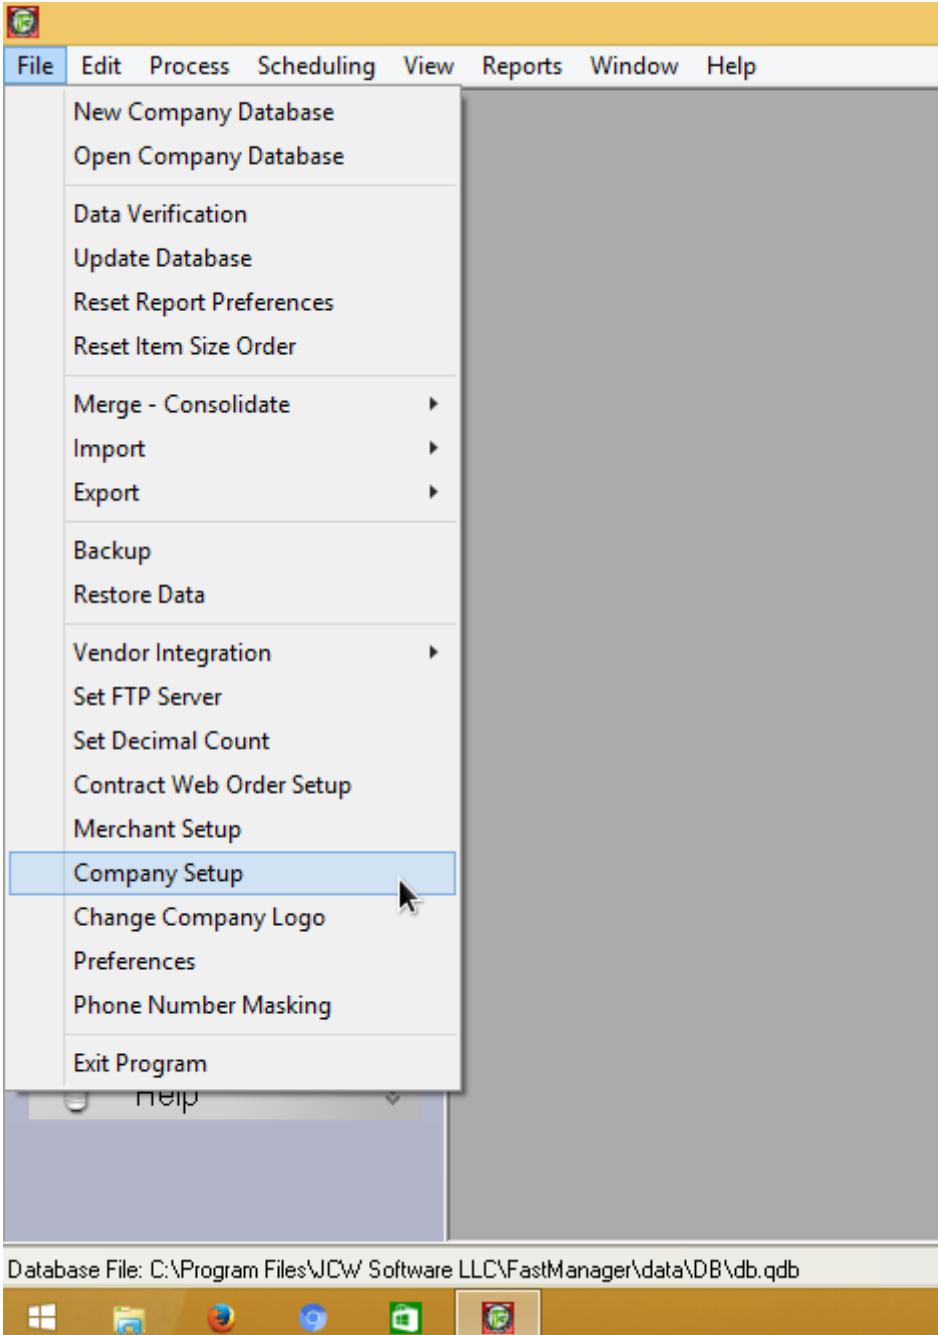 File Edit Process Scheduling View Reports Window Help
New Company Database
Open Company Database
Data Verification
Update Database
Reset Report Preferences
Reset Item Size Order
Merge - Consolidate
Import
Export
Backup
Restore Data
Vendor Integration
Set FTP Server
Set Decimal Count
Contract Web Order Setup
Merchant Setup
Company Setup
Change Company Logo
Preferences
Phone Number Masking
Exit Program
Help
Database File: C:\Program Files\JCW Software LLC\FastManager\data\DB\db.qdb